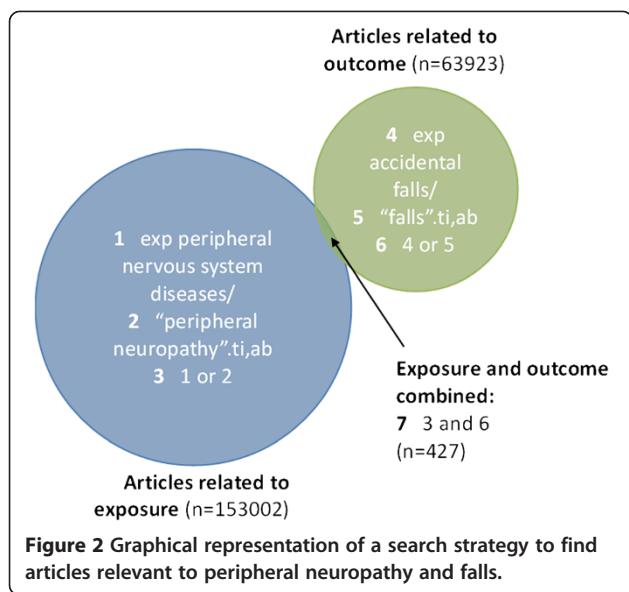 Articles related to
outcome (n=63923)
4 exp
accidental
falls/
5 “falls”.ti,ab
6 4 or 5
1 exp peripheral
nervous system
diseases/
2 “peripheral
neuropathy”.ti,ab
3 1 or 2
Exposure and outcome
combined:
7 3 and 6
(n=427)
Articles related to
exposure (n=153002)
Figure 2 Graphical representation of a search strategy to find
articles relevant to peripheral neuropathy and falls.